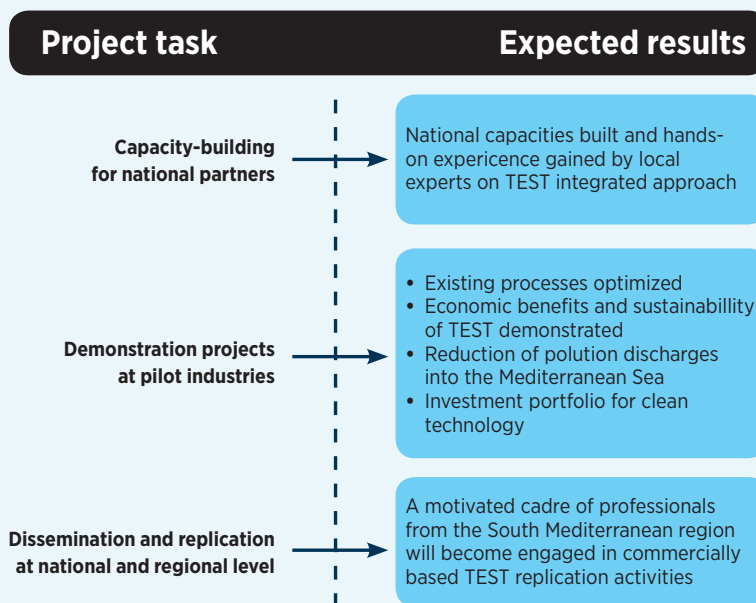 Project task
Expected results
Capacity-building
for national partners
National capacities built and hands-
on expericence gained by local
experts on TEST integrated approach
Demonstration projects
at pilot industries
• Existing processes optimized
• Economic benefits and sustainabillity
of TEST demonstrated
• Reduction of polution discharges
into the Mediterranean Sea
• Investment portfolio for clean
technology
Dissemination and replication
at national and regional level
A motivated cadre of professionals
from the South Mediterranean region
will become engaged in commercially
based TEST replication activities